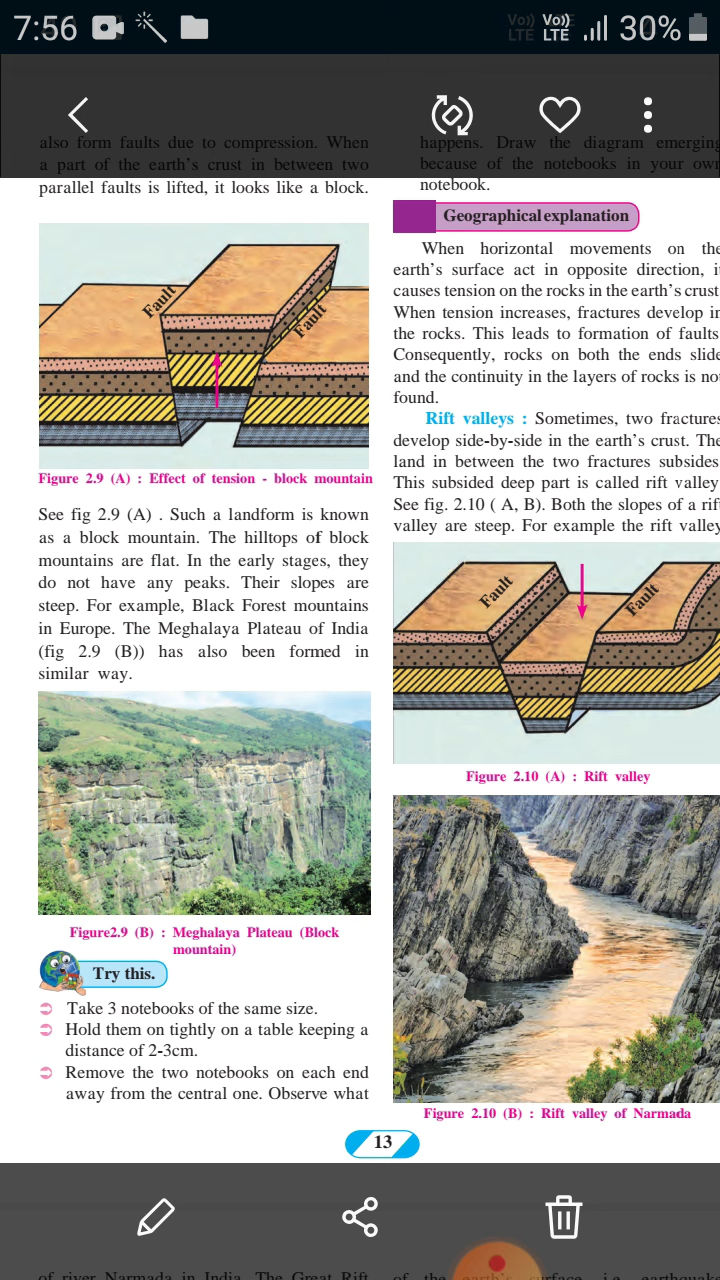 7:56
Vo)) LTE Vo)) LTE 30%
also form faults due to compression. When
a part of the earth's crust in between two
parallel faults is lifted, it looks like a block.
Fault
Fault
Figure 2.9 (A) : Effect of tension - block mountain
See fig 2.9 (A) . Such a landform is known
as a block mountain. The hilltops of block
mountains are flat. In the early stages, they
do not have any peaks. Their slopes are
steep. For example, Black Forest mountains
in Europe. The Meghalaya Plateau of India
(fig 2.9 (B)) has also been formed in
similar way.
Figure2.9 (B) : Meghalaya Plateau (Block
mountain)
Try this.
Take 3 notebooks of the same size.
Hold them on tightly on a table keeping a
distance of 2-3cm.
Remove the two notebooks on each end
away from the central one. Observe what
happens. Draw the diagram emerging
because of the notebooks in your own
notebook.
Geographical explanation
When horizontal movements on the
earth's surface act in opposite direction, it
causes tension on the rocks in the earth's crust
When tension increases, fractures develop in
the rocks. This leads to formation of faults
Consequently, rocks on both the ends slide
and the continuity in the layers of rocks is not
found.
Rift valleys : Sometimes, two fractures
develop side-by-side in the earth's crust. The
land in between the two fractures subsides
This subsided deep part is called rift valley
See fig. 2.10 ( A, B). Both the slopes of a rift
valley are steep. For example the rift valley
Fault
Fault
Figure 2.10 (A) : Rift valley
Figure 2.10 (B) : Rift valley of Narmada
13
of river Narmada in India. The Great Rift
of the earth's surface i.e. earthquake